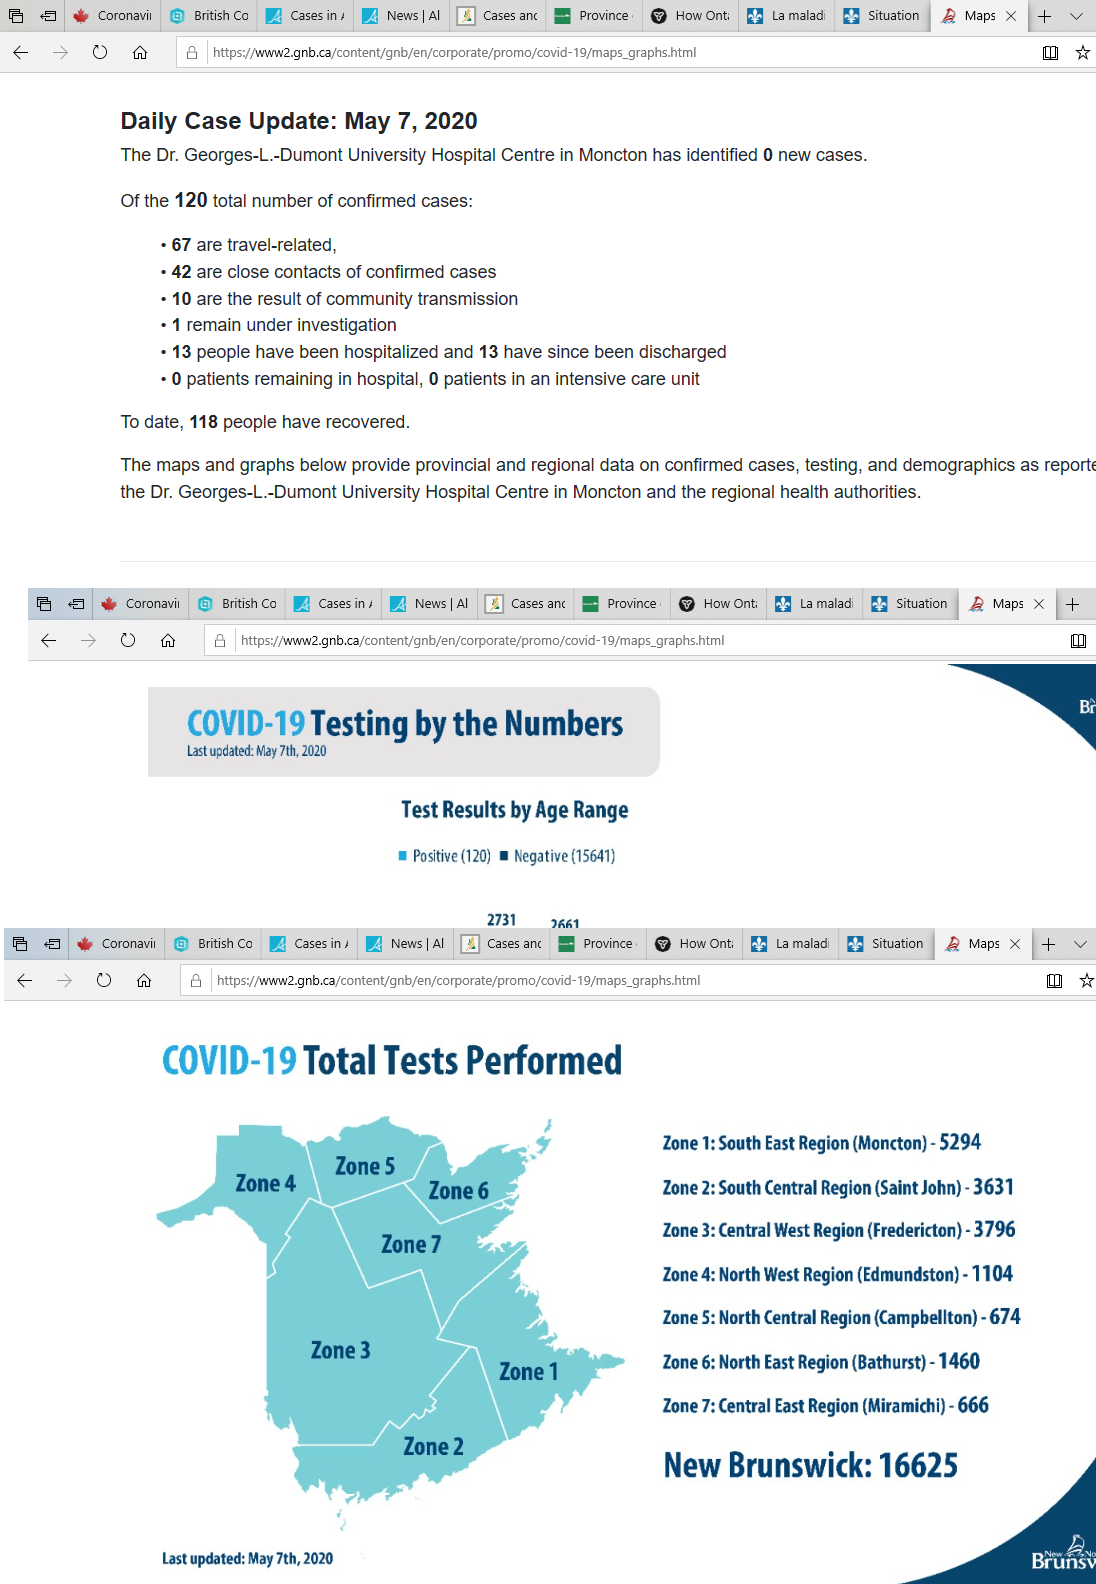 Coronavi British Co Cases in A News | Al Cases and Province How Onta La maladi Situation Maps
https://www2.gnb.ca/content/gnb/en/corporate/promo/covid-19/maps_graphs.html
Daily Case Update: May 7, 2020
The Dr. Georges-L.-Dumont University Hospital Centre in Moncton has identified 0 new cases.
Of the 120 total number of confirmed cases:
• 67 are travel-related,
• 42 are close contacts of confirmed cases
• 10 are the result of community transmission
• 1 remain under investigation
• 13 people have been hospitalized and 13 have since been discharged
• 0 patients remaining in hospital, 0 patients in an intensive care unit
To date, 118 people have recovered.
The maps and graphs below provide provincial and regional data on confirmed cases, testing, and demographics as reporte
the Dr. Georges-L.-Dumont University Hospital Centre in Moncton and the regional health authorities.
Coronavi British Co Cases in A News | Al Cases and Province How Onta La maladi Situation Maps
https://www2.gnb.ca/content/gnb/en/corporate/promo/covid-19/maps_graphs.html
Br
COVID-19 Testing by the Numbers
Last updated: May 7th, 2020
Test Results by Age Range
Positive (120) Negative (15641)
2731 2661
Coronavi British Co Cases in A News | Al Cases and Province How Onta La maladi Situation Maps
https://www2.gnb.ca/content/gnb/en/corporate/promo/covid-19/maps_graphs.html
COVID-19 Total Tests Performed
Zone 4
Zone 5
Zone 6
Zone 7
Zone 3
Zone 1
Zone 2
Zone 1: South East Region (Moncton) - 5294
Zone 2: South Central Region (Saint John) - 3631
Zone 3: Central West Region (Fredericton) - 3796
Zone 4: North West Region (Edmundston) - 1104
Zone 5: North Central Region (Campbellton) - 674
Zone 6: North East Region (Bathurst) - 1460
Zone 7: Central East Region (Miramichi) - 666
New Brunswick: 16625
Last updated: May 7th, 2020
New No
Brunsw